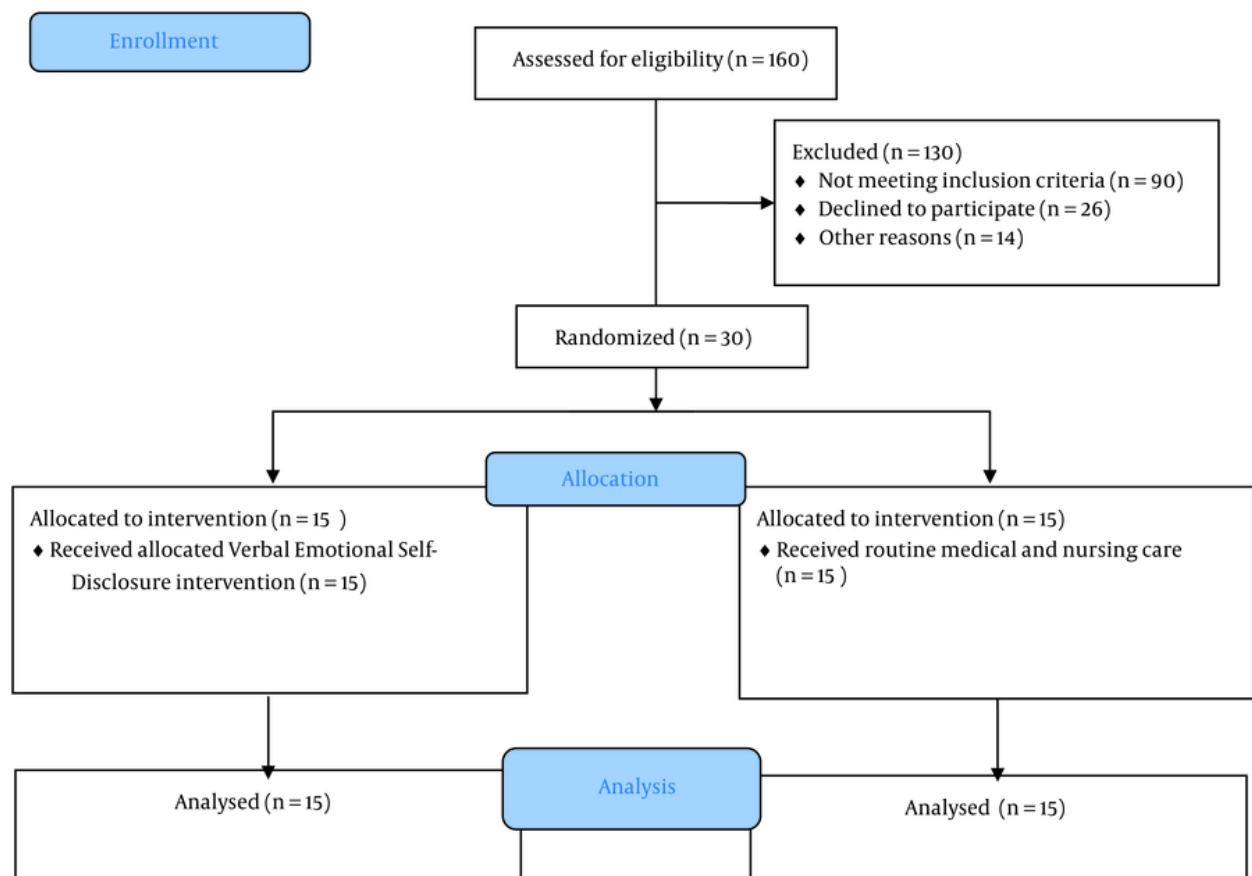 Enrollment
Assessed for eligibility (n = 160)
Excluded (n = 130)
♦ Not meeting inclusion criteria (n = 90)
♦ Declined to participate (n = 26)
♦ Other reasons (n = 14)
Randomized (n = 30)
Allocation
Allocated to intervention (n = 15 )
♦ Received allocated Verbal Emotional Self-
Disclosure intervention (n = 15)
Allocated to intervention (n = 15)
♦ Received routine medical and nursing care
(n = 15 )
Analysis
Analysed (n = 15)
Analysed (n = 15)